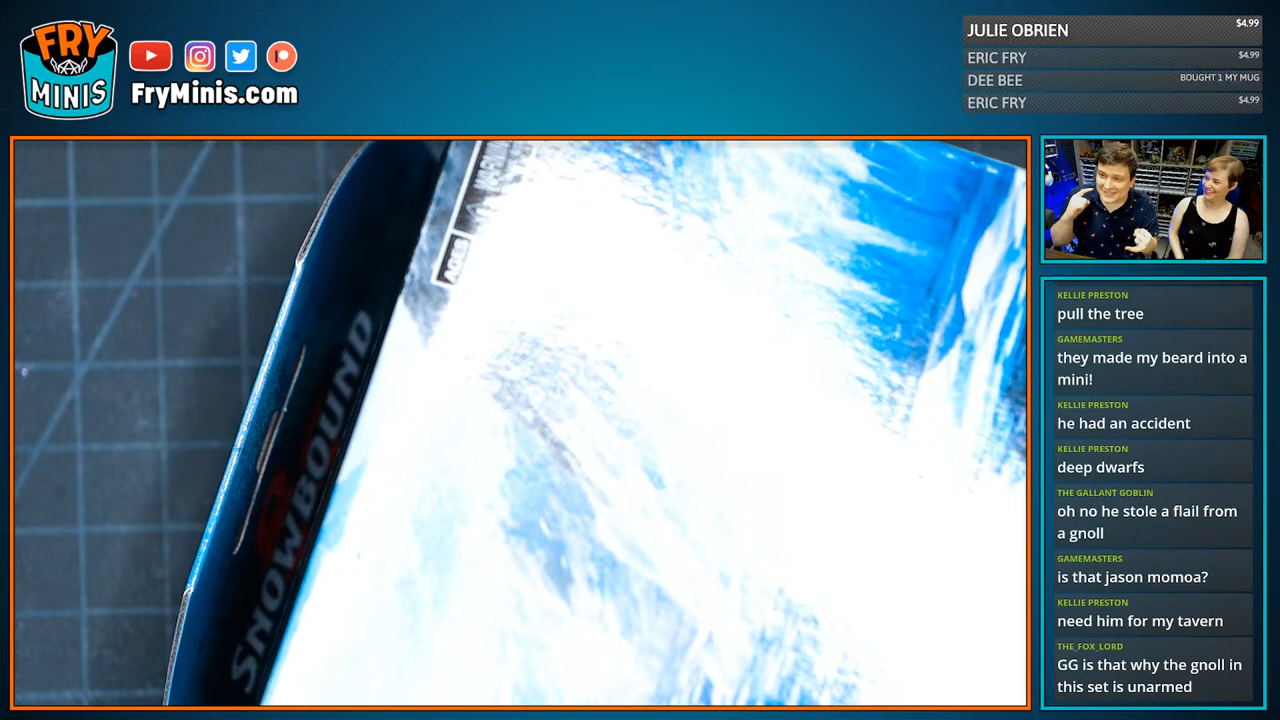 FRY
MINIS
FryMinis.com
JULIE OBRIEN $4.99
ERIC FRY $4.99
DEE BEE BOUGHT 1 MY MUG
ERIC FRY $4.99
AGES
SNOWBOUND
KELLIE PRESTON
pull the tree
GAMEMASTERS
they made my beard into a
mini!
KELLIE PRESTON
he had an accident
KELLIE PRESTON
deep dwarfs
THE GALLANT GOBLIN
oh no he stole a flail from
a gnoll
GAMEMASTERS
is that jason momoa?
KELLIE PRESTON
need him for my tavern
THE_FOX_LORD
GG is that why the gnoll in
this set is unarmed